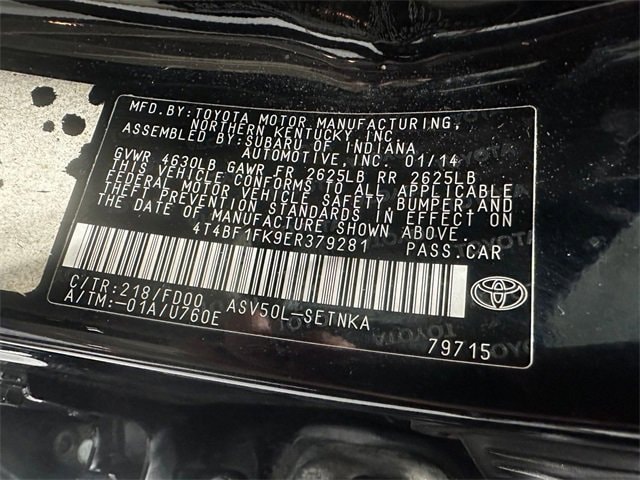 MFD.BY:TOYOTA MOTOR MANUFACTURING,
NORTHERN KENTUCKY,INC.
ASSEMBLED BY:SUBARU OF INDIANA
AUTOMOTIVE,INC. 01/14
GVWR 4630LB GAWR FR 2625LB RR 2625LB
THIS VEHICLE CONFORMS TO ALL APPLICABLE
FEDERAL MOTOR VEHICLE SAFETY,BUMPER AND
THEFT PREVENTION STANDARDS IN EFFECT ON
THE DATE OF MANUFACTURE SHOWN ABOVE.
4T4BF1FK9ER379281 PASS.CAR
C/TR:218/FD00 ASV50L-SETNKA
A/TM:-01A/U760E
79715